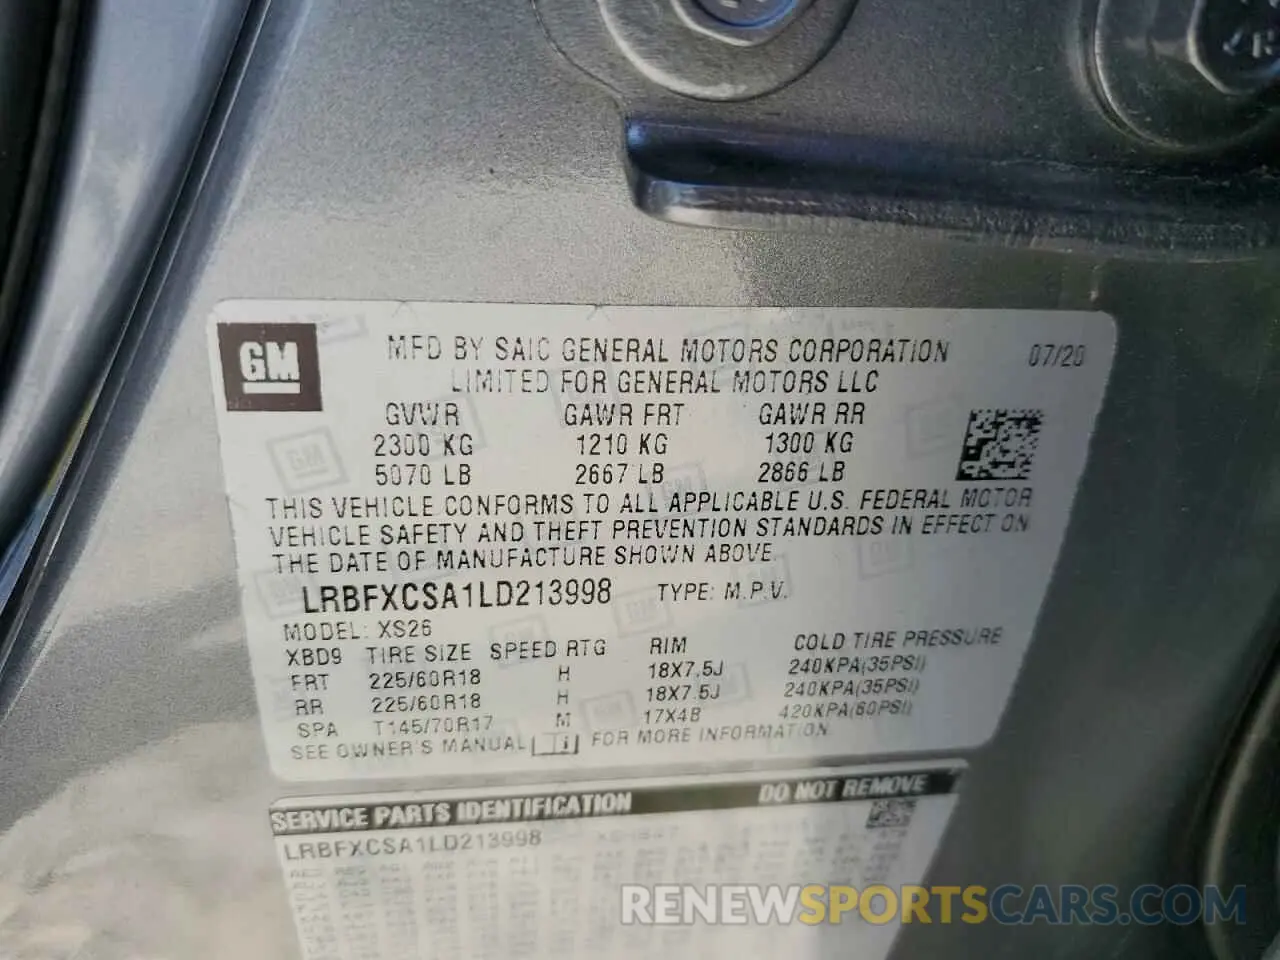 GM
MFD BY SAIC GENERAL MOTORS CORPORATION 07/20
LIMITED FOR GENERAL MOTORS LLC
GVWR GAWR FRT GAWR RR
2300 KG 1210 KG 1300 KG
5070 LB 2667 LB 2866 LB
THIS VEHICLE CONFORMS TO ALL APPLICABLE U.S. FEDERAL MOTOR
VEHICLE SAFETY AND THEFT PREVENTION STANDARDS IN EFFECT ON
THE DATE OF MANUFACTURE SHOWN ABOVE.
LRBFXCSA1LD213998 TYPE: M.P.V.
MODEL: XS26
XBD9 TIRE SIZE SPEED RTG RIM COLD TIRE PRESSURE
FRT 225/60R18 H 18X7.5J 240KPA(35PSI)
RR 225/60R18 H 18X7.5J 240KPA(35PSI)
SPA T145/70R17 M 17X4B 420KPA(60PSI)
SEE OWNER'S MANUAL FOR MORE INFORMATION
SERVICE PARTS IDENTIFICATION DO NOT REMOVE
LRBFXCSA1LD213998
RENEWSPORTSCARS.COM